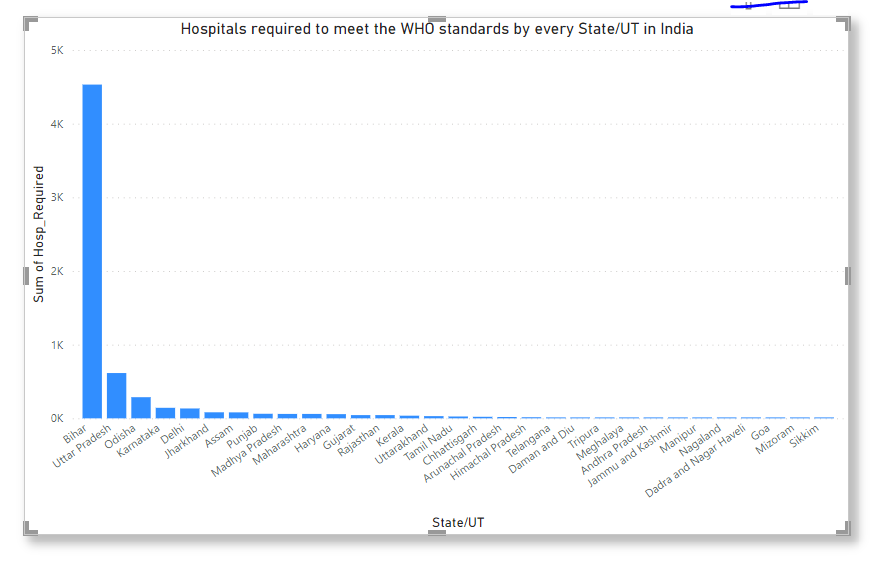 Hospitals required to meet the WHO standards by every State/UT in India
5K
4K
3K
2K
1K
0K
Sum of Hosp_Required
Bihar
Uttar Pradesh
Odisha
Karnataka
Delhi
Jharkhand
Assam
Punjab
Madhya Pradesh
Maharashtra
Haryana
Gujarat
Rajasthan
Kerala
Uttarakhand
Tamil Nadu
Chhattisgarh
Arunachal Pradesh
Himachal Pradesh
Telangana
Daman and Diu
Tripura
Meghalaya
Andhra Pradesh
Jammu and Kashmir
Manipur
Nagaland
Dadra and Nagar Haveli
Goa
Mizoram
Sikkim
State/UT